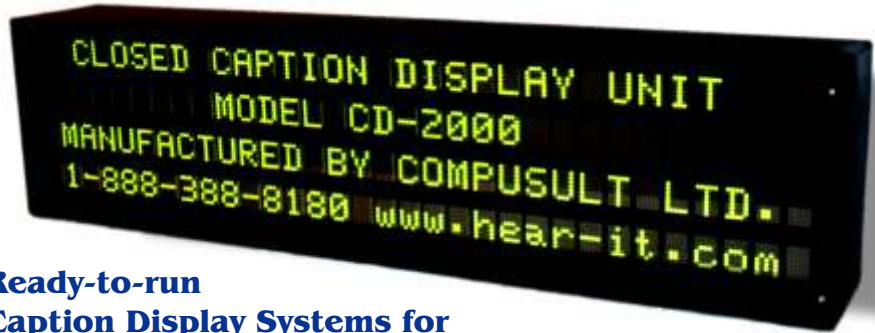 CLOSED CAPTION DISPLAY UNIT
MODEL CD-2000
MANUFACTURED BY COMPUSULT LTD.
1-888-388-8180 www.hear-it.com
Ready-to-run
Caption Display Systems for